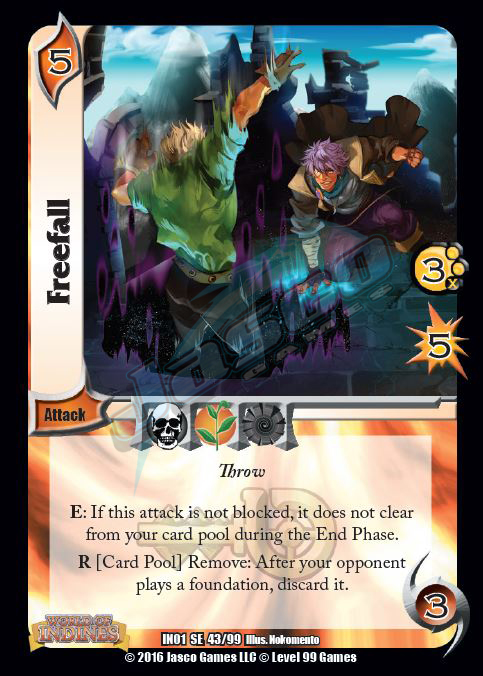 5
Freefall
3
x
5
Attack
Throw
E: If this attack is not blocked, it does not clear
from your card pool during the End Phase.
R [Card Pool] Remove: After your opponent
plays a foundation, discard it.
3
WORLD OF
INDINES
IN01 SE 43/99 Illus. Nokomento
© 2016 Jasco Games LLC © Level 99 Games